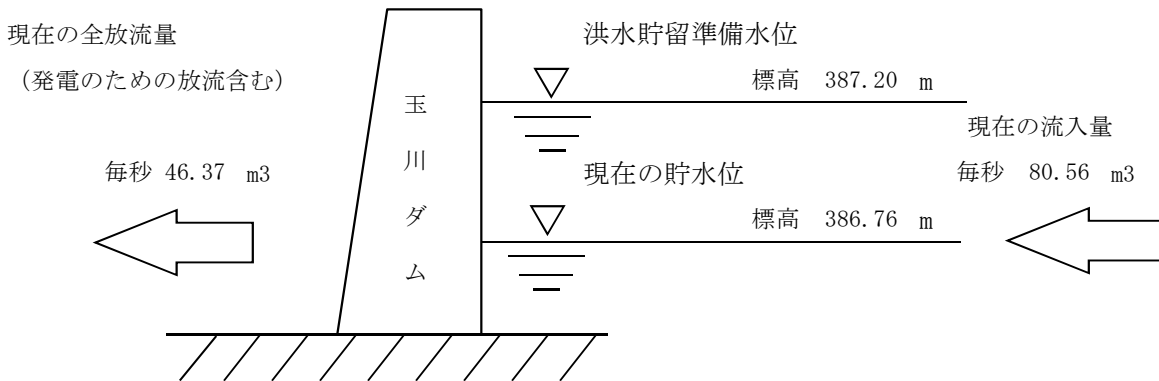 現在の全放流量
（発電のための放流含む）
毎秒 46.37 m3
玉川ダム
洪水貯留準備水位
標高 387.20 m
現在の貯水位
標高 386.76 m
現在の流入量
毎秒 80.56 m3